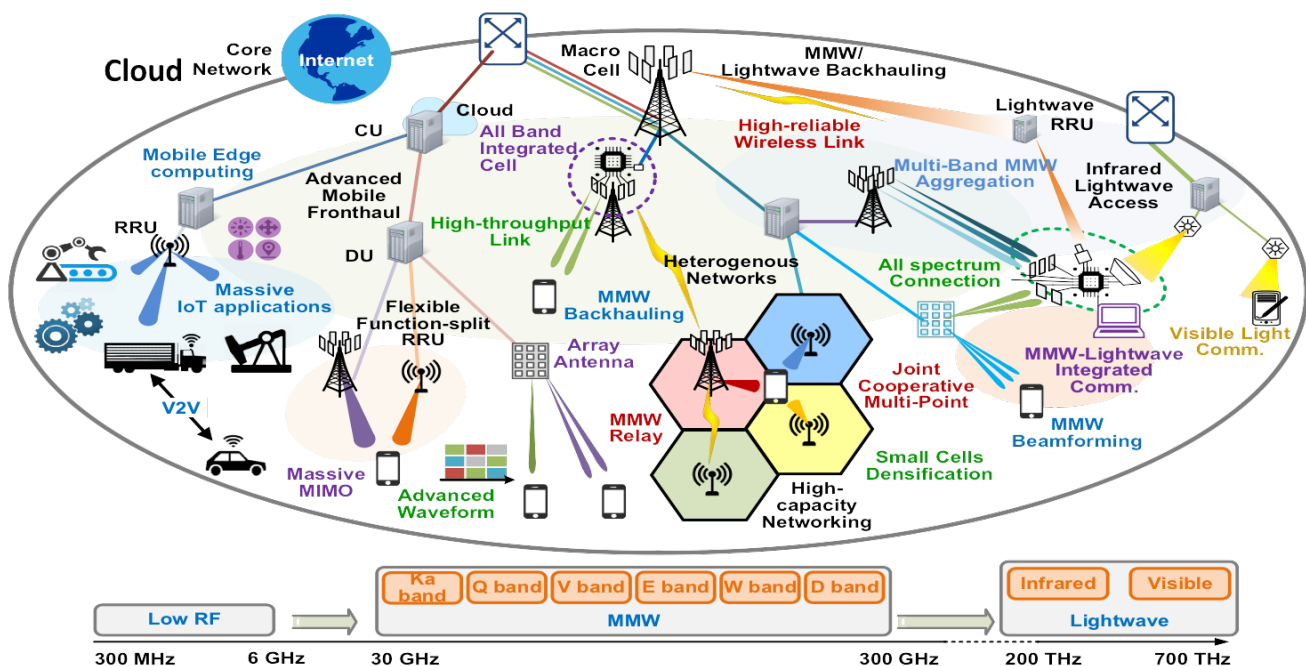 Core
Network
Internet
Cloud
Macro
Cell
MMW/
Lightwave Backhauling
Cloud
CU
All Band
Integrated
Cell
High-reliable
Wireless Link
Lightwave
RRU
Mobile Edge
computing
Advanced
Mobile
Fronthaul
Multi-Band MMW
Aggregation
Infrared
Lightwave
Access
RRU
High-throughput
Link
DU
Heterogenous
Networks
All spectrum
Connection
Massive
IoT applications
Flexible
Function-split
RRU
MMW
Backhauling
Visible Light
Comm.
Array
Antenna
MMW-Lightwave
Integrated
Comm.
Joint
Cooperative
Multi-Point
V2V
MMW
Relay
MMW
Beamforming
Massive
MIMO
Advanced
Waveform
Small Cells
Densification
High-
capacity
Networking
Ka
band
Q band
V band
E band
W band
D band
Infrared
Visible
Low RF
MMW
Lightwave
300 MHz
6 GHz
30 GHz
300 GHz
200 THz
700 THz